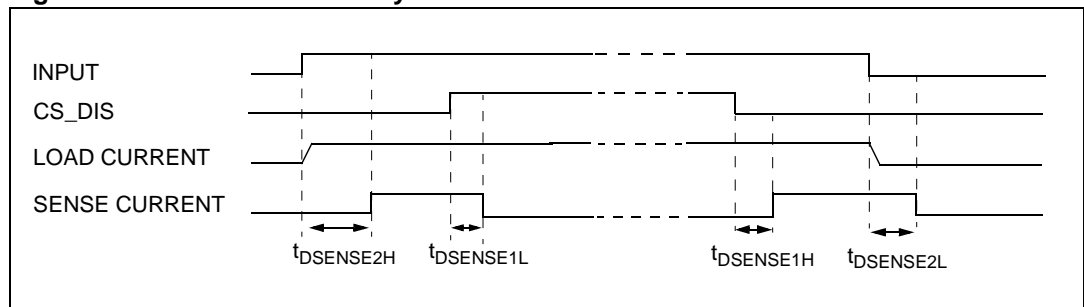 INPUT
CS_DIS
LOAD CURRENT
SENSE CURRENT
tDSENSE2H tDSENSE1L tDSENSE1H tDSENSE2L